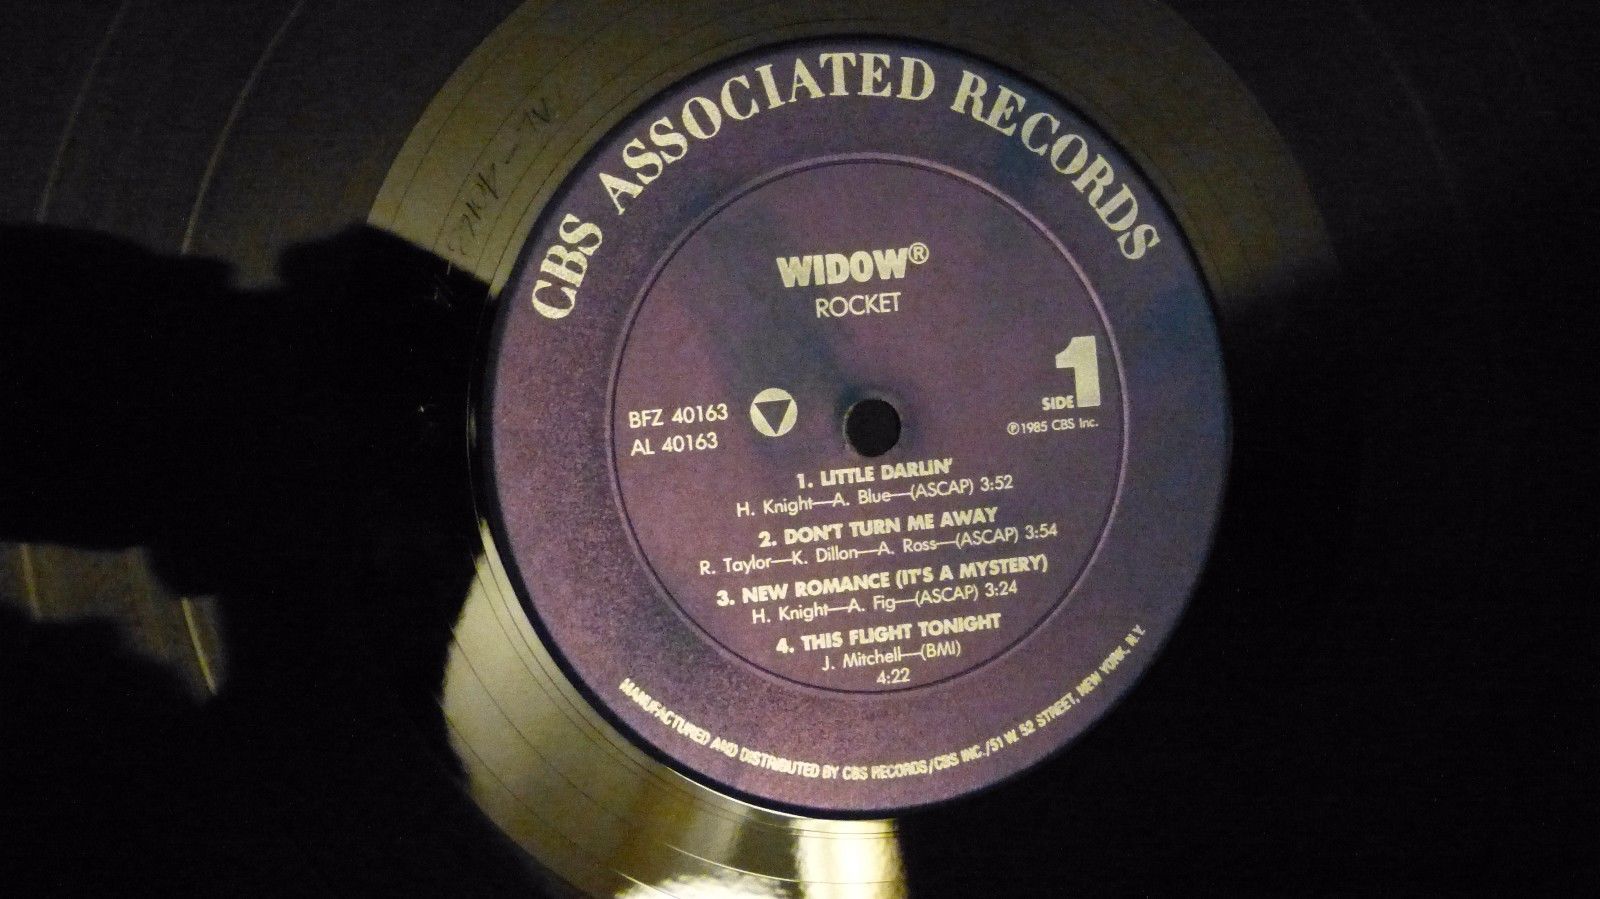 CBS ASSOCIATED RECORDS
WIDOW®
ROCKET
SIDE 1
℗1985 CBS Inc.
BFZ 40163
AL 40163
1. LITTLE DARLIN'
H. Knight—A. Blue—(ASCAP) 3:52
2. DON'T TURN ME AWAY
R. Taylor—K. Dillon—A. Ross—(ASCAP) 3:54
3. NEW ROMANCE (IT'S A MYSTERY)
H. Knight—A. Fig—(ASCAP) 3:24
4. THIS FLIGHT TONIGHT
J. Mitchell—(BMI)
4:22
MANUFACTURED AND DISTRIBUTED BY CBS RECORDS/CBS INC./51 W. 52 STREET, NEW YORK, N.Y.